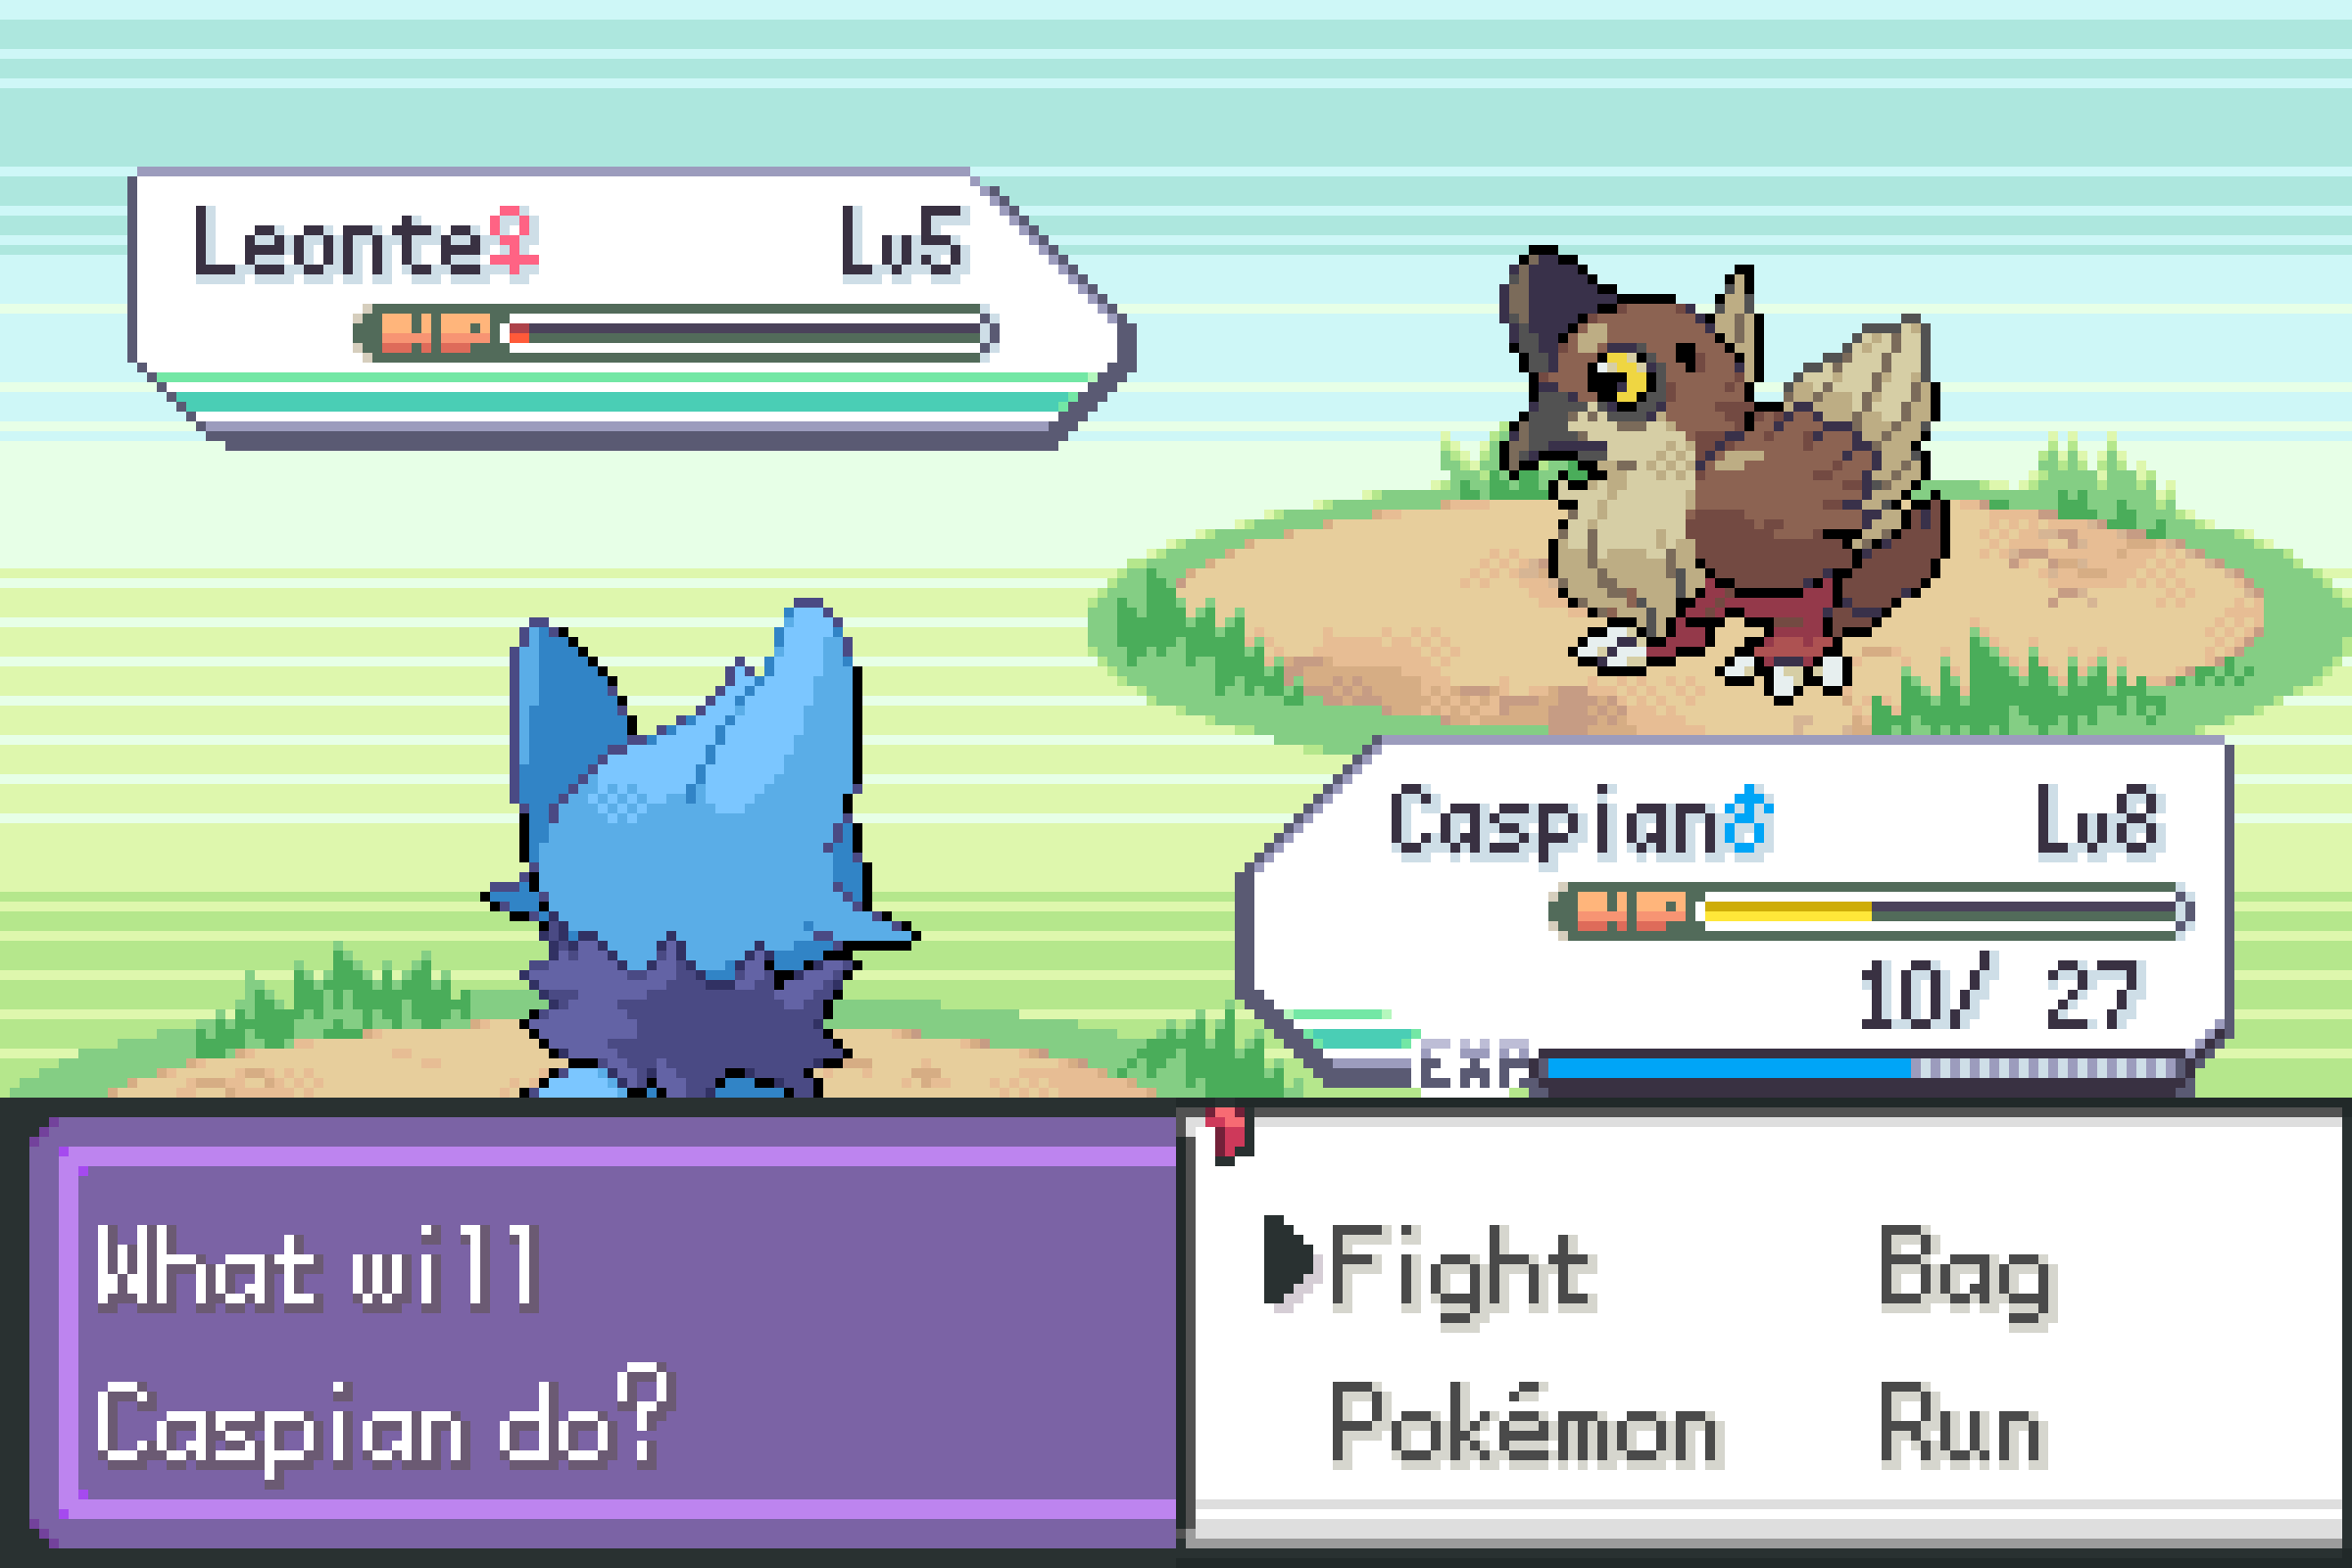 Leonte♀ Lv5
HP
Caspian♂ Lv8
HP
10/ 27
EXP
What will
Caspian do?
Fight Bag
Pokémon Run